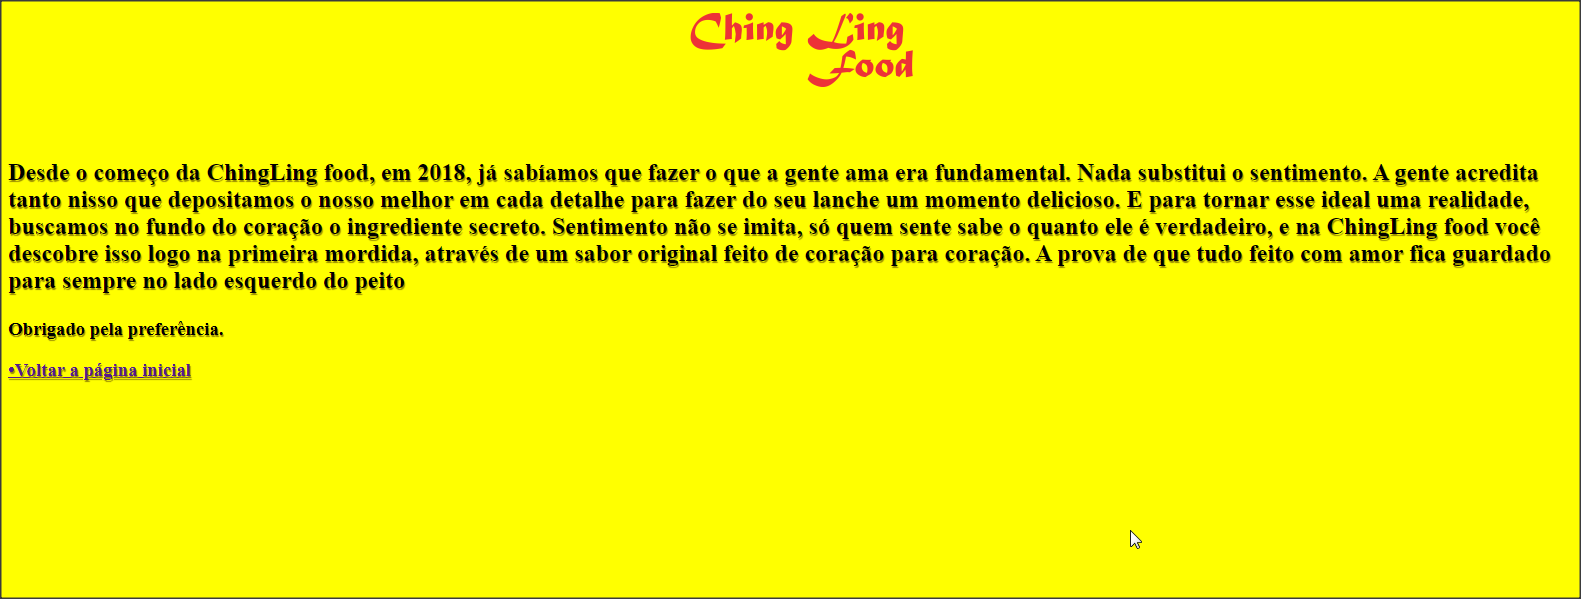 Ching Ling
Food
Desde o começo da ChingLing food, em 2018, já sabíamos que fazer o que a gente ama era fundamental. Nada substitui o sentimento. A gente acredita
tanto nisso que depositamos o nosso melhor em cada detalhe para fazer do seu lanche um momento delicioso. E para tornar esse ideal uma realidade,
buscamos no fundo do coração o ingrediente secreto. Sentimento não se imita, só quem sente sabe o quanto ele é verdadeiro, e na ChingLing food você
descobre isso logo na primeira mordida, através de um sabor original feito de coração para coração. A prova de que tudo feito com amor fica guardado
para sempre no lado esquerdo do peito
Obrigado pela preferência.
•Voltar a página inicial